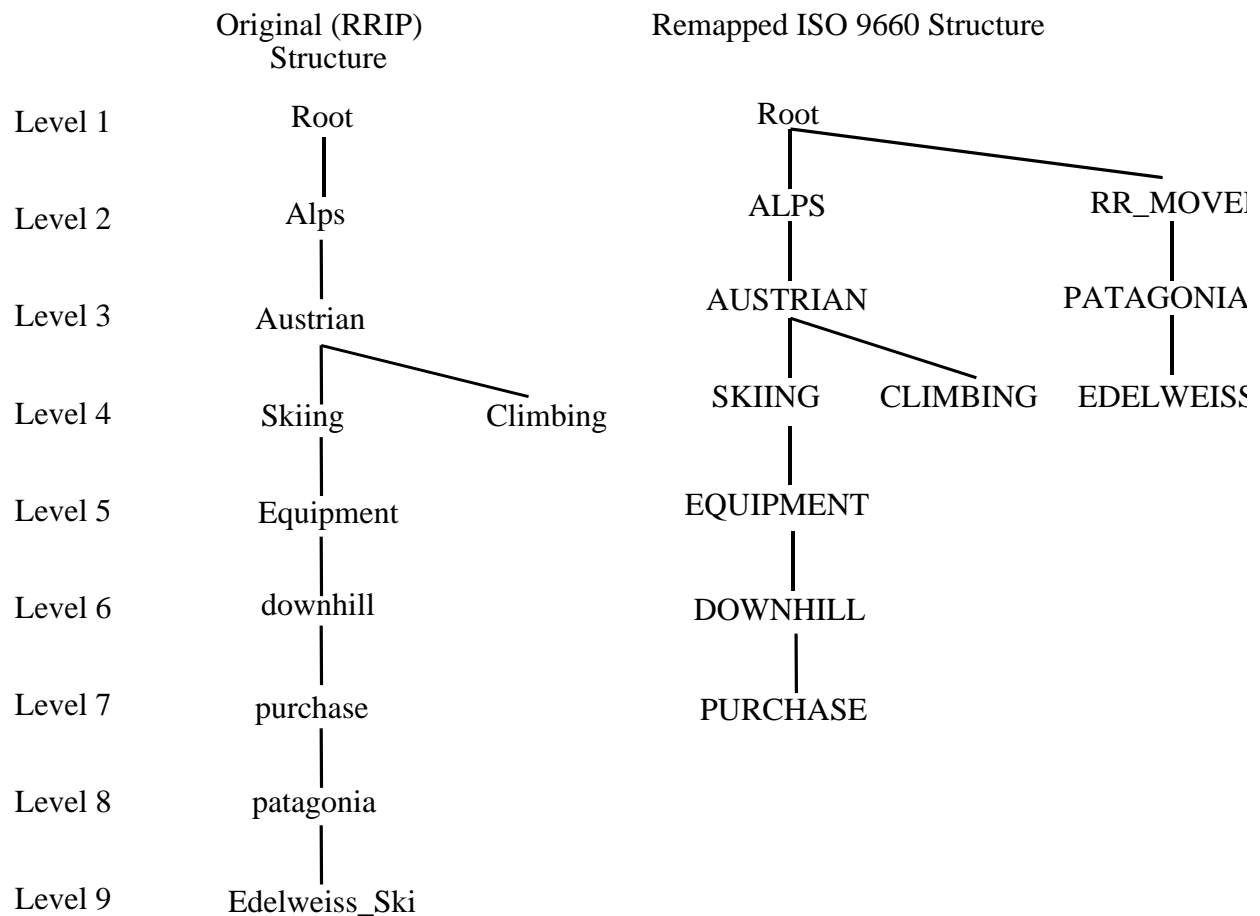 Original (RRIP)
Structure
Remapped ISO 9660 Structure
Level 1 Root Root
Level 2 Alps ALPS RR_MOVE
Level 3 Austrian AUSTRIAN PATAGONIA
Level 4 Skiing Climbing SKIING CLIMBING EDELWEISS
Level 5 Equipment EQUIPMENT
Level 6 downhill DOWNHILL
Level 7 purchase PURCHASE
Level 8 patagonia
Level 9 Edelweiss_Ski